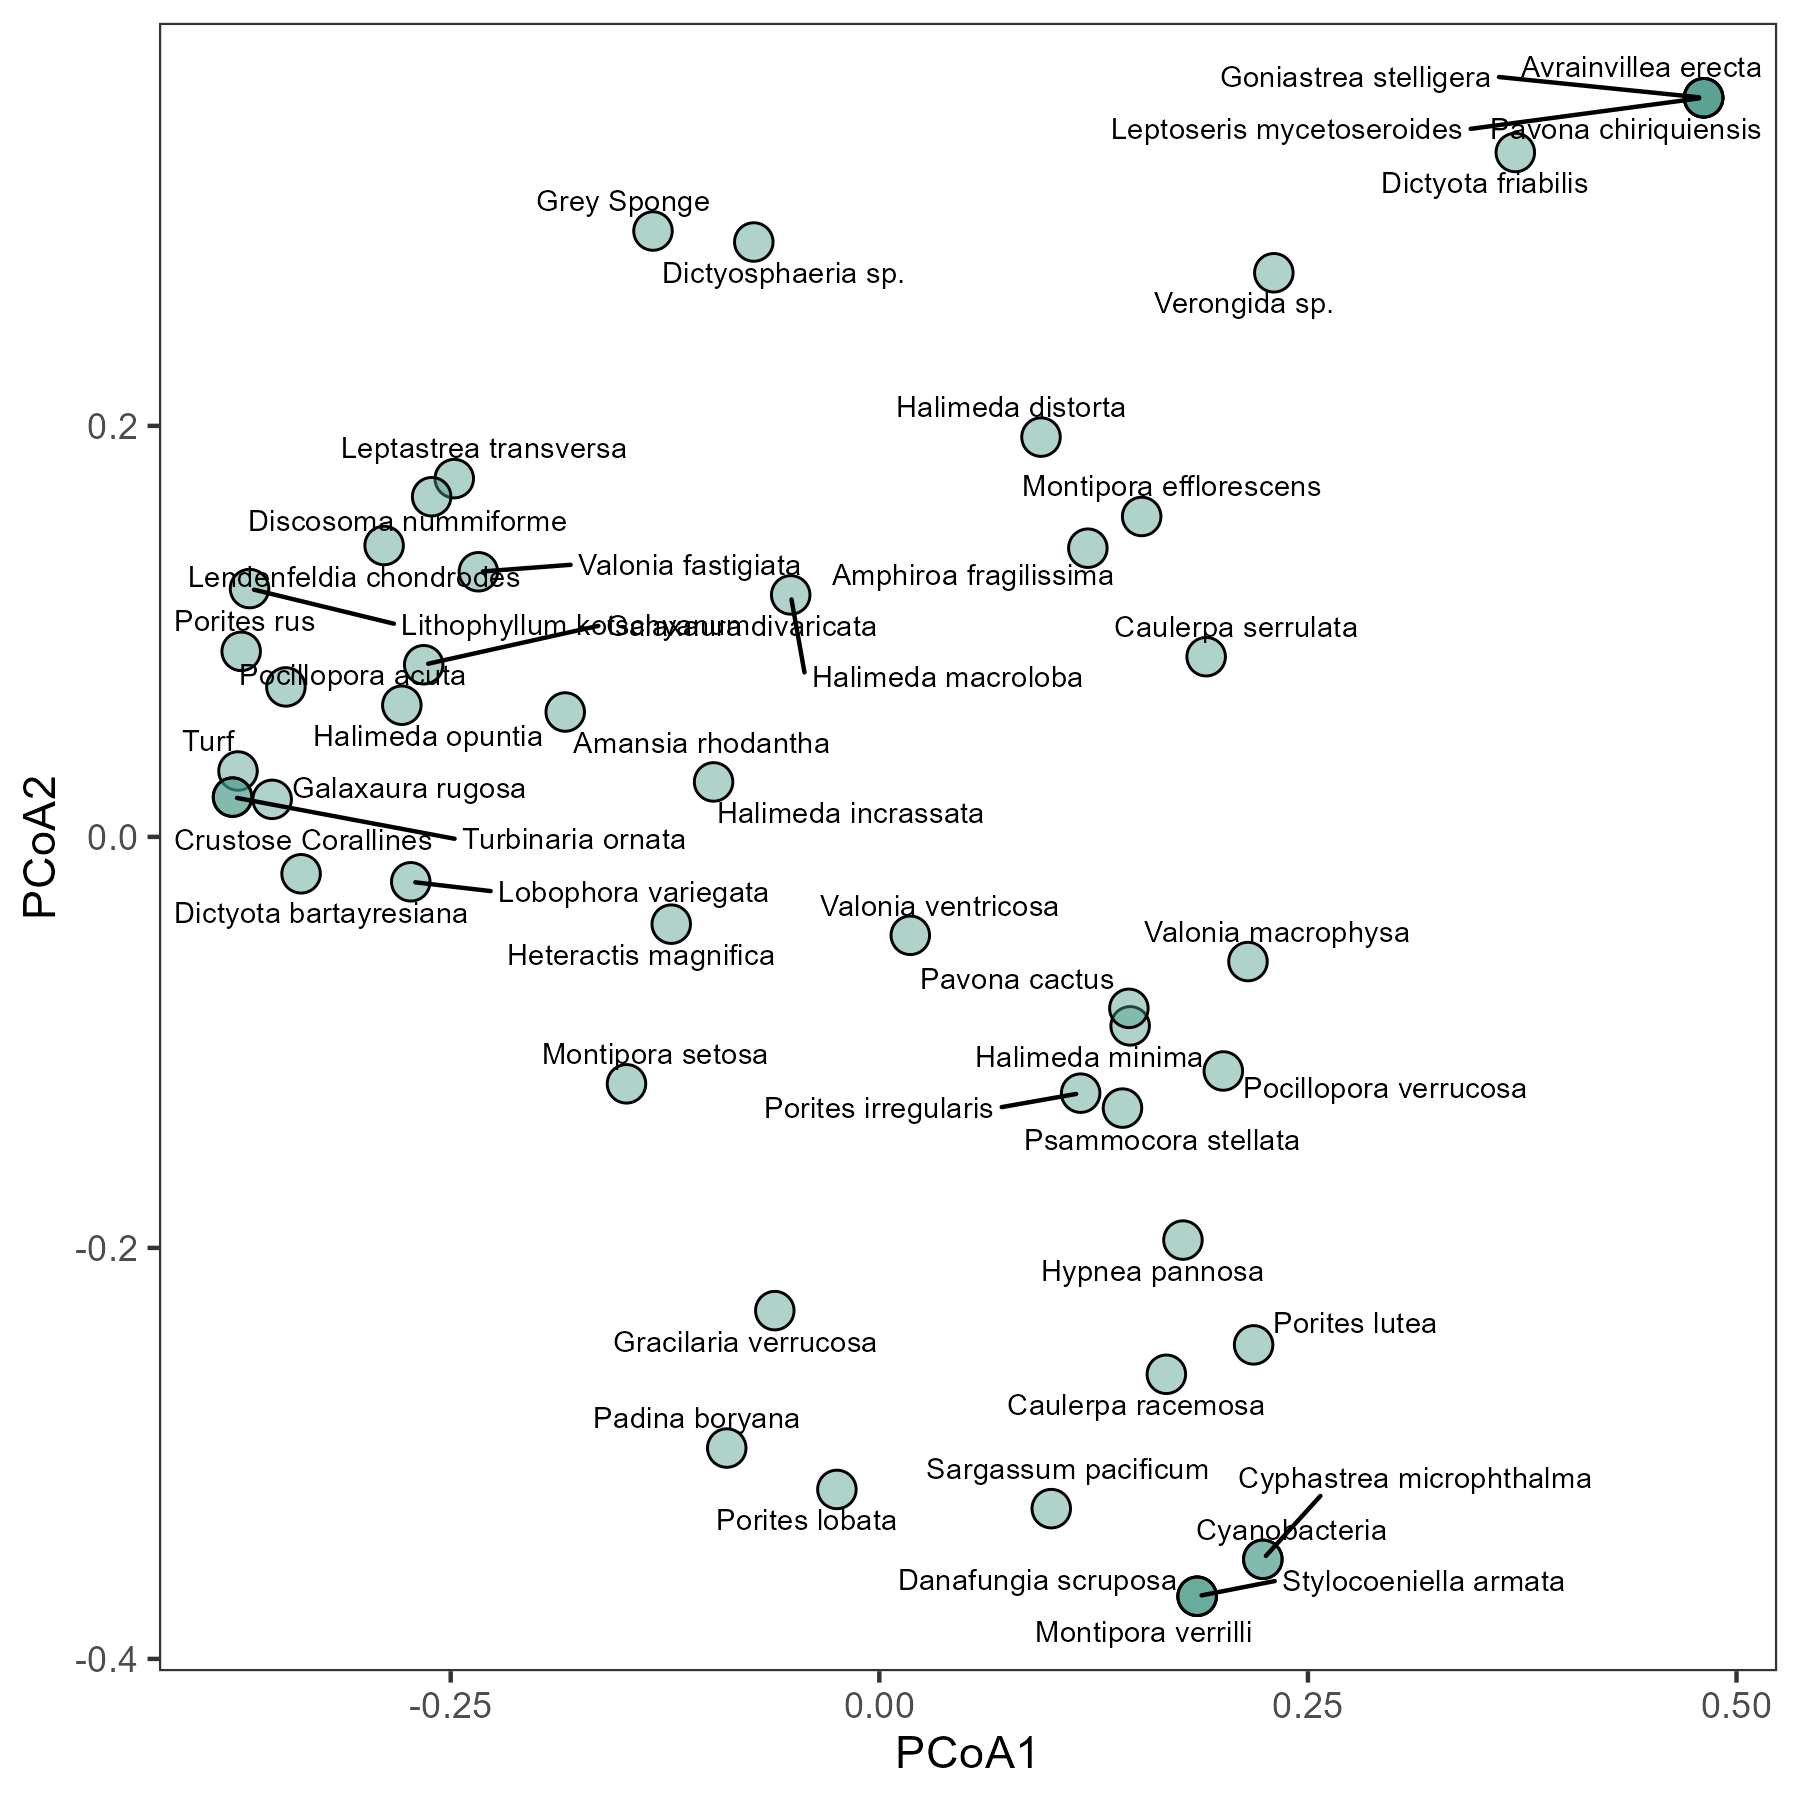 Avrainvillea erecta
Goniastrea stelligera
Leptoseris mycetoseroides
Pavona chiriquiensis
Dictyota friabilis
Grey Sponge
Dictyosphaeria sp.
Verongida sp.
Halimeda distorta
0.2
Leptastrea transversa
Montipora efflorescens
Discosoma nummiforme
Valonia fastigiata
Amphiroa fragilissima
Lendenfeldia chondrodes
Porites rus
Lithophyllum kotschyanum
Galaxaura divaricata
Caulerpa serrulata
Pocillopora acuta
Halimeda macroloba
Halimeda opuntia
Amansia rhodantha
Turf
Galaxaura rugosa
Halimeda incrassata
0.0
Crustose Corallines
Turbinaria ornata
PCoA2
Lobophora variegata
Dictyota bartayresiana
Valonia ventricosa
Valonia macrophysa
Heteractis magnifica
Pavona cactus
Montipora setosa
Halimeda minima
Pocillopora verrucosa
Porites irregularis
Psammocora stellata
-0.2
Hypnea pannosa
Porites lutea
Gracilaria verrucosa
Caulerpa racemosa
Padina boryana
Sargassum pacificum
Cyphastrea microphthalma
Porites lobata
Cyanobacteria
Danafungia scruposa
Stylocoeniella armata
Montipora verrilli
-0.4
-0.25
0.00
0.25
0.50
PCoA1